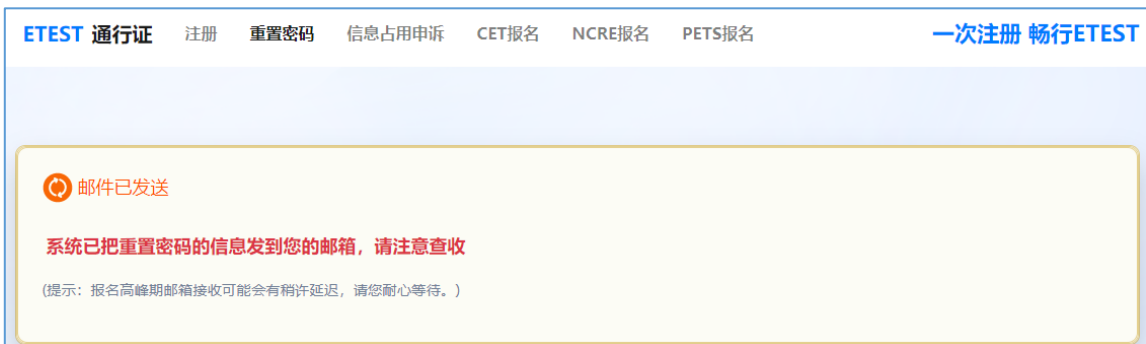 ETEST 通行证 注册 重置密码 信息占用申诉 CET报名 NCRE报名 PETS报名 一次注册 畅行ETEST
邮件已发送
系统已把重置密码的信息发到您的邮箱，请注意查收
(提示：报名高峰期邮箱接收可能会有稍许延迟，请您耐心等待。)